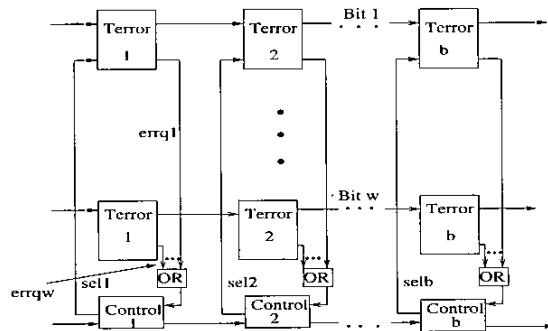 Bit 1
Terror 1
Terror 2
Terror b
errq1
Bit w
Terror 1
Terror 2
Terror b
OR
OR
OR
errqw
sel1
sel2
selb
Control 1
Control 2
Control b